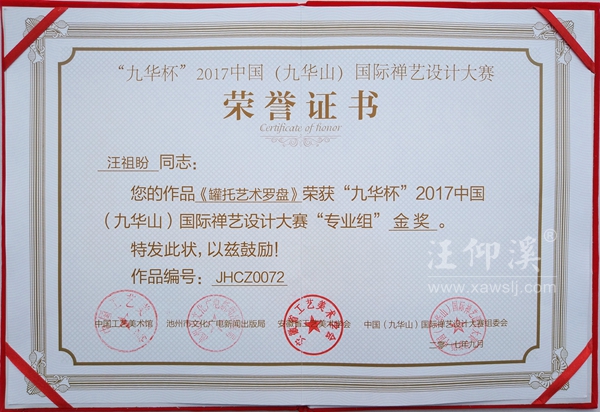 “九华杯”2017中国（九华山）国际禅艺设计大赛
荣誉证书
Certificate of honor
汪祖盼 同志：
您的作品《罐托艺术罗盘》荣获“九华杯”2017中国
（九华山）国际禅艺设计大赛“专业组” 金奖 。
特发此状，以兹鼓励！
作品编号： JHCZ0072
汪仰溪®
www.xawslj.com
中国工艺美术馆 池州市文化广电新闻出版局 安徽省工艺美术学会 中国（九华山）国际禅艺设计大赛组委会
二〇一七年九月